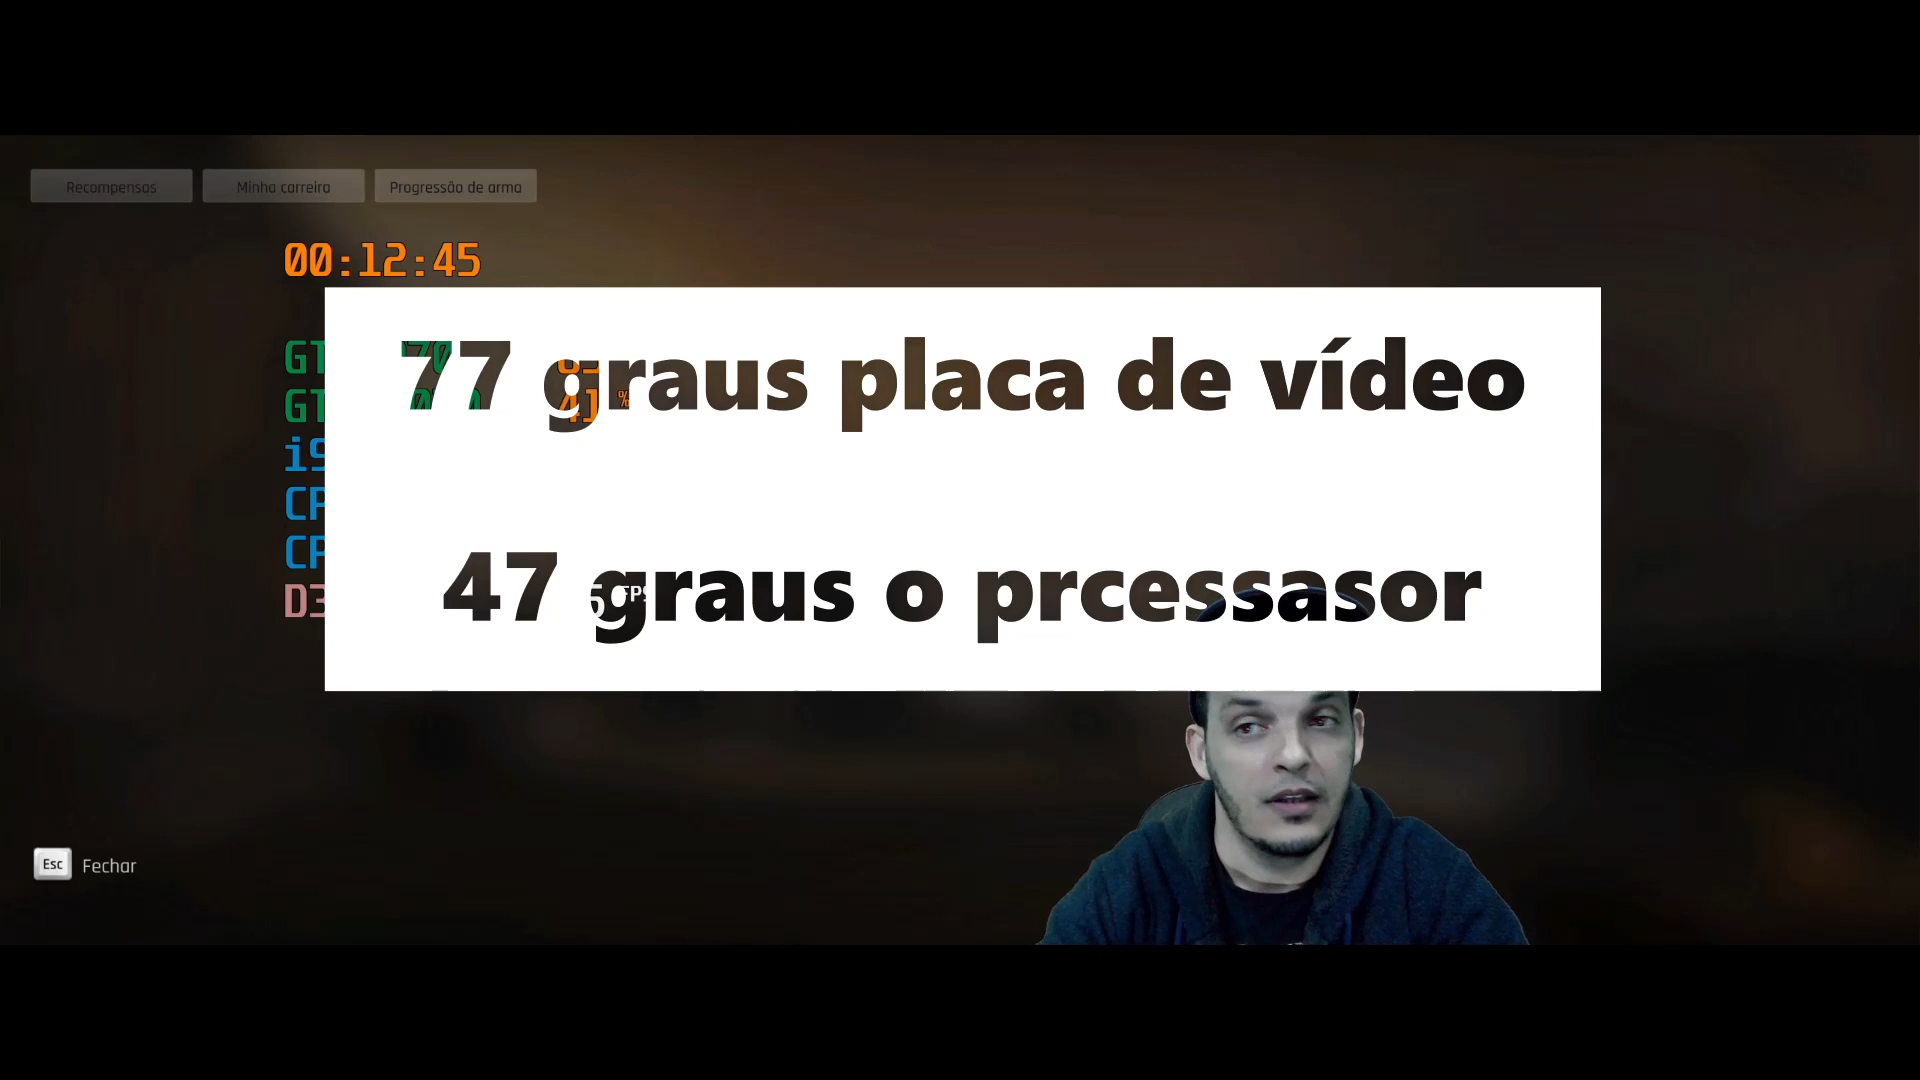 Recompensas
Minha carreira
Progressão de arma
00:12:45
77 graus placa de vídeo
47 graus o prcessasor
Esc Fechar